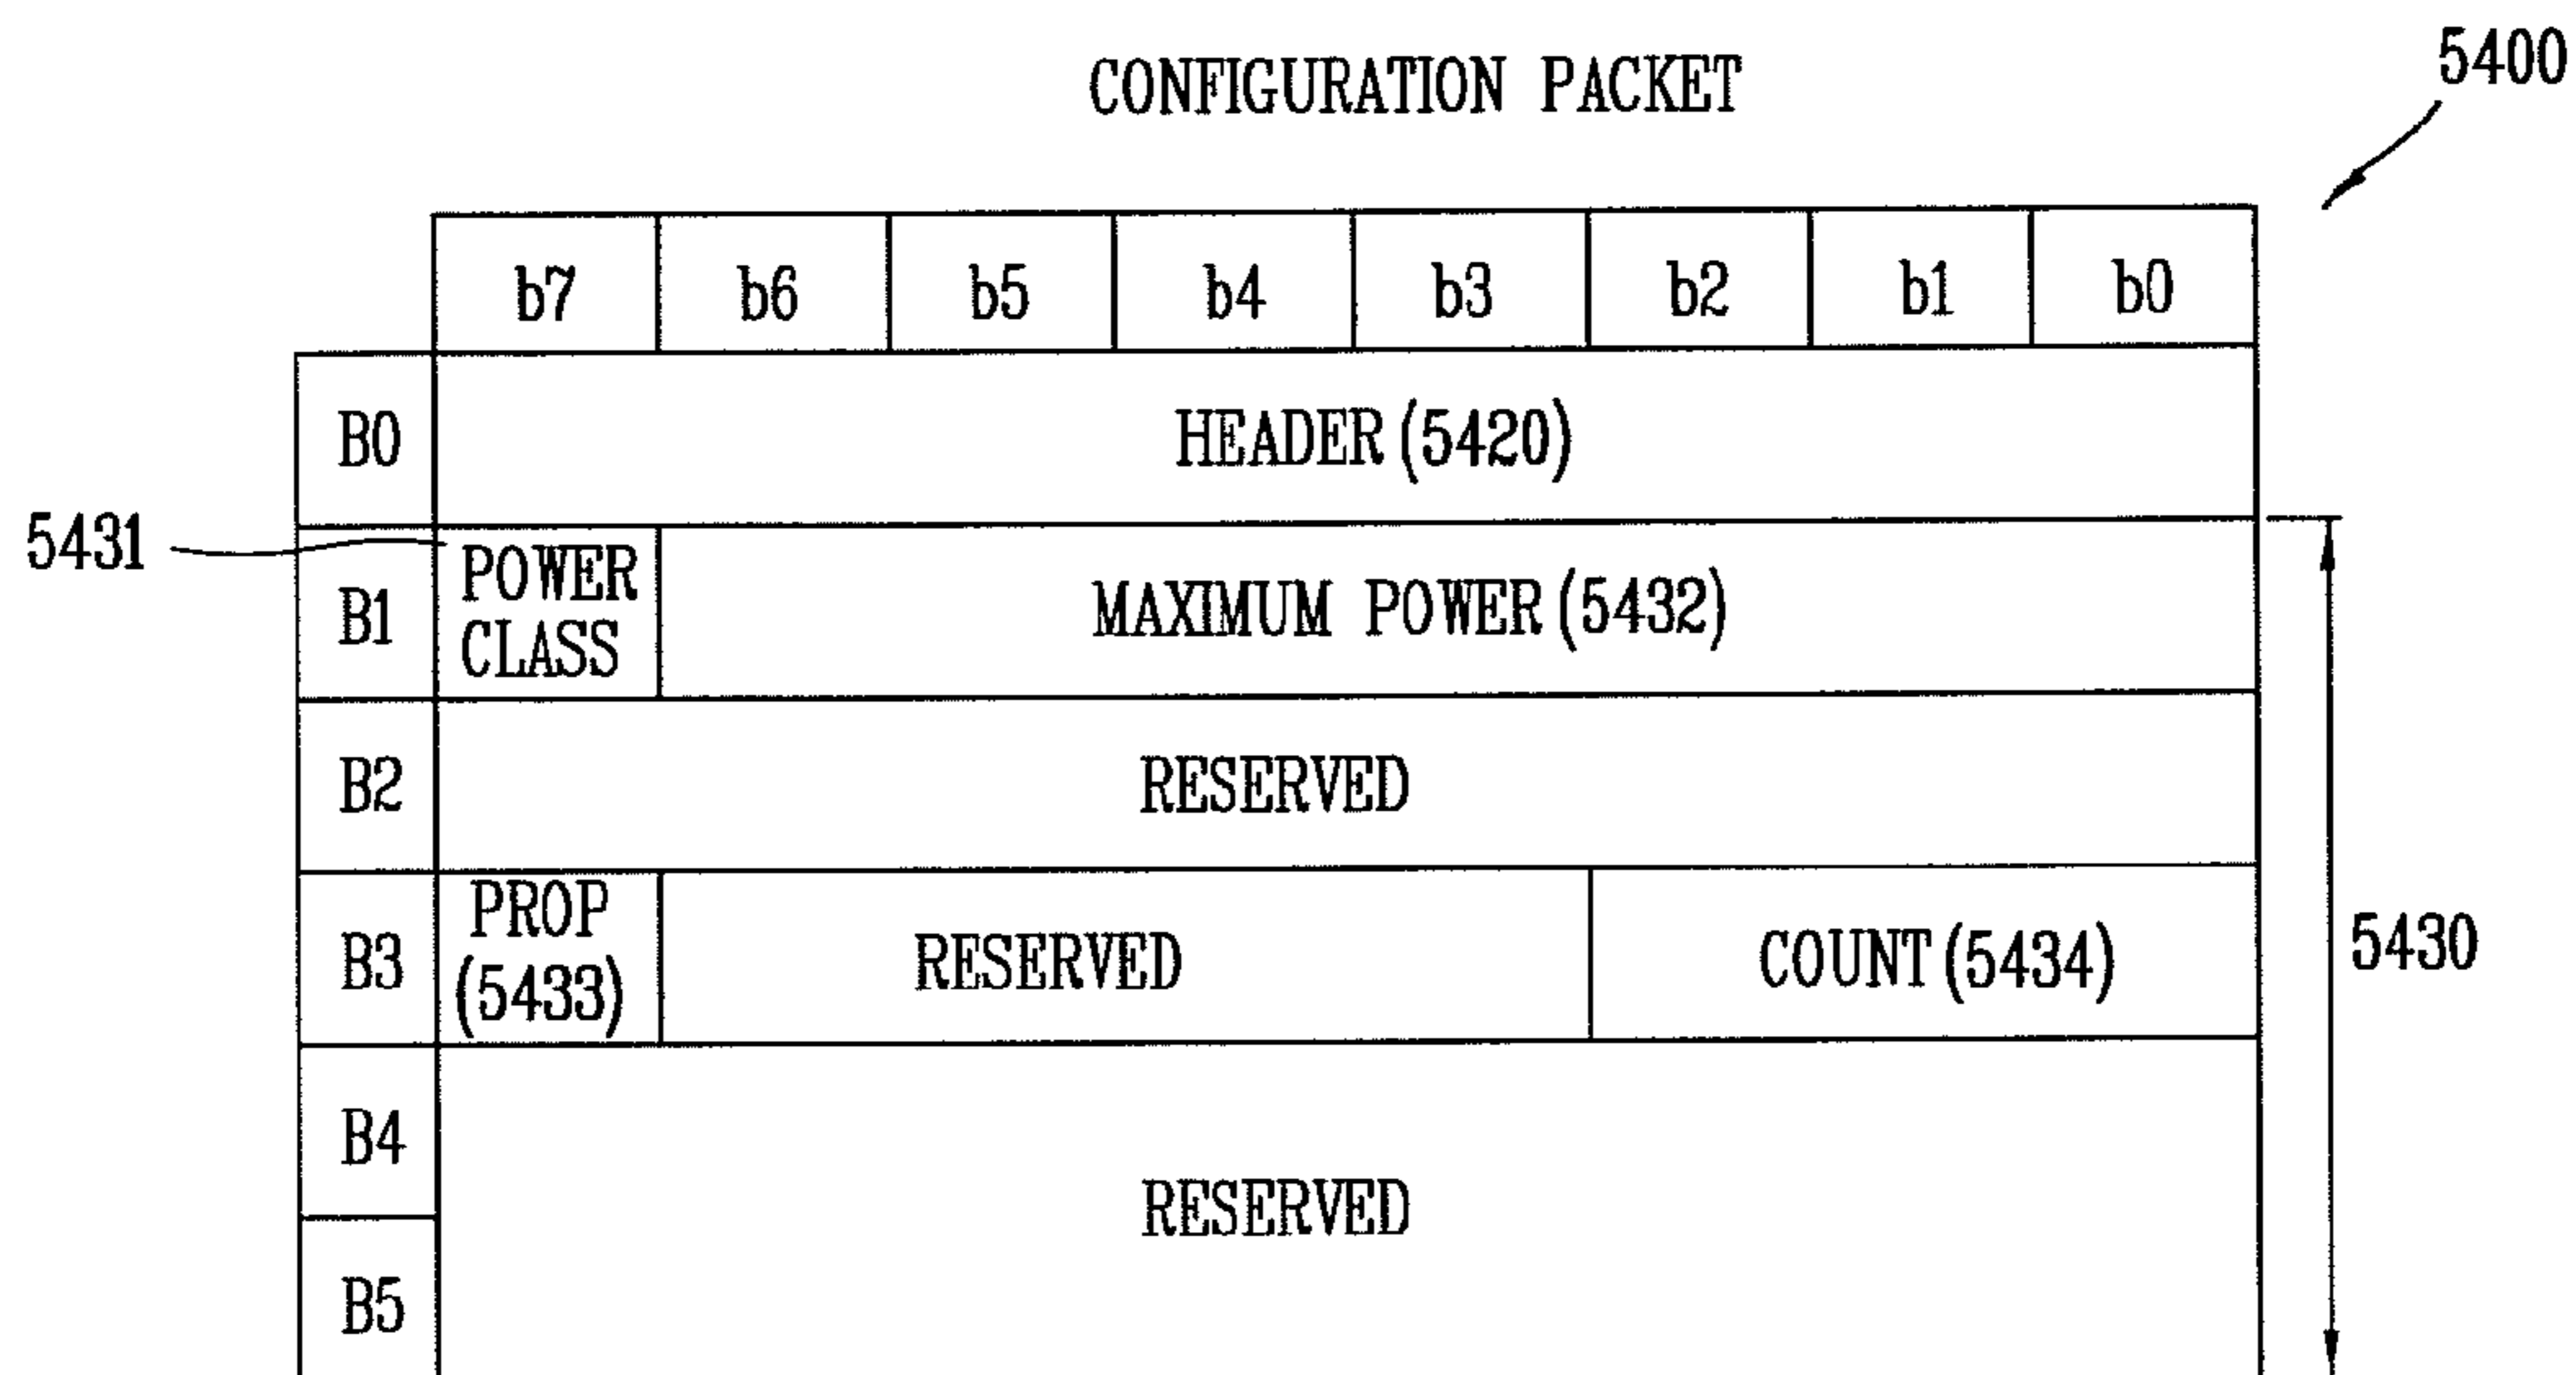 CONFIGURATION PACKET
5400
b7 b6 b5 b4 b3 b2 b1 b0
B0 HEADER (5420)
5431
B1 POWER CLASS MAXIMUM POWER (5432)
B2 RESERVED
B3 PROP (5433) RESERVED COUNT (5434)
5430
B4
RESERVED
B5